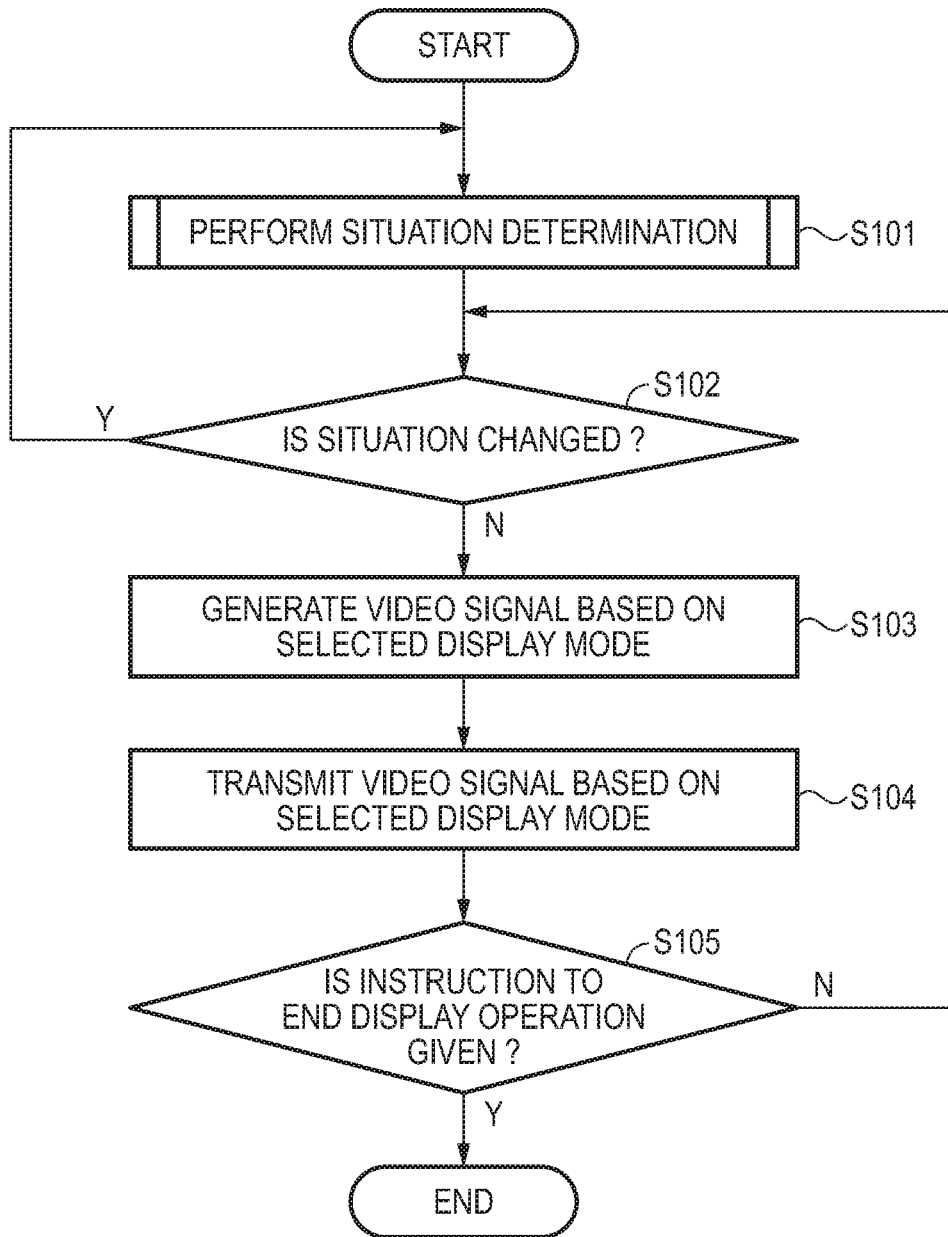 START
PERFORM SITUATION DETERMINATION
S101
S102
Y
IS SITUATION CHANGED ?
N
GENERATE VIDEO SIGNAL BASED ON
SELECTED DISPLAY MODE
S103
TRANSMIT VIDEO SIGNAL BASED ON
SELECTED DISPLAY MODE
S104
S105
IS INSTRUCTION TO
END DISPLAY OPERATION
GIVEN ?
N
Y
END